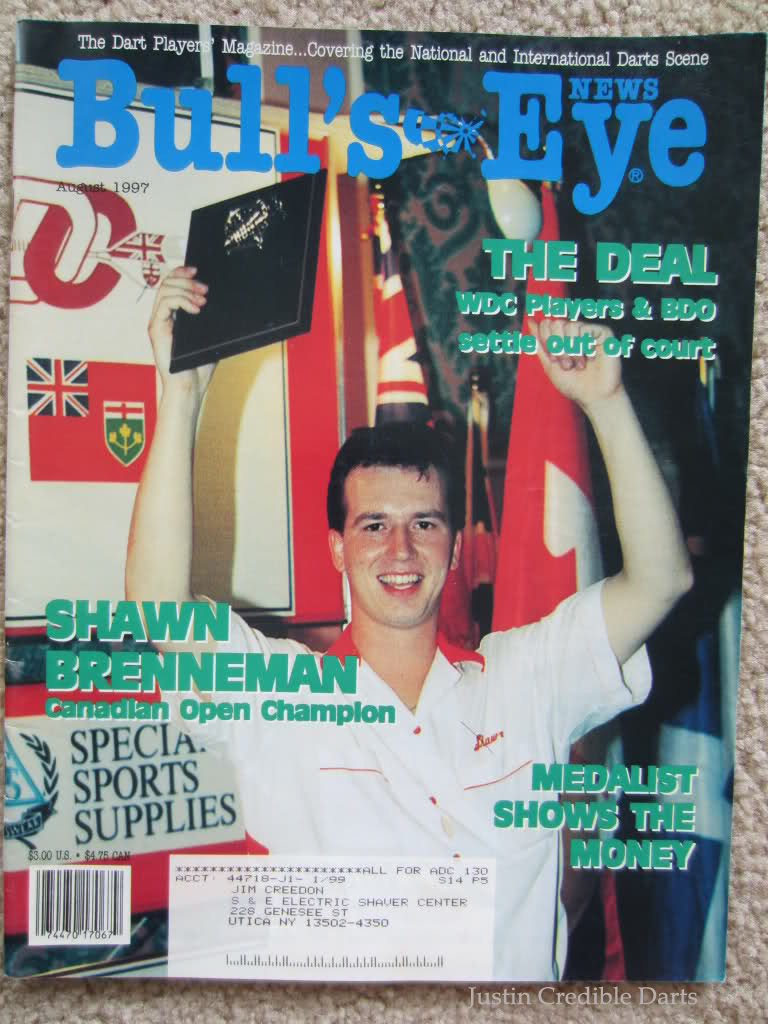 The Dart Players' Magazine...Covering the National and International Darts Scene
Bull's Eye
NEWS
®
August 1997
THE DEAL
WDC Players & BDO
settle out of court
SHAWN
BRENNEMAN
Canadian Open Champion
SPECIA
SPORTS
SUPPLIES
MEDALIST
SHOWS THE
MONEY
$3.00 U.S. • $4.75 CAN
74470 17067
*********************ALL FOR ADC 130
ACCT 44718-J1- 1/99 S14 P5
JIM CREEDON
S & E ELECTRIC SHAVER CENTER
228 GENESEE ST
UTICA NY 13502-4350
Justin Credible Darts